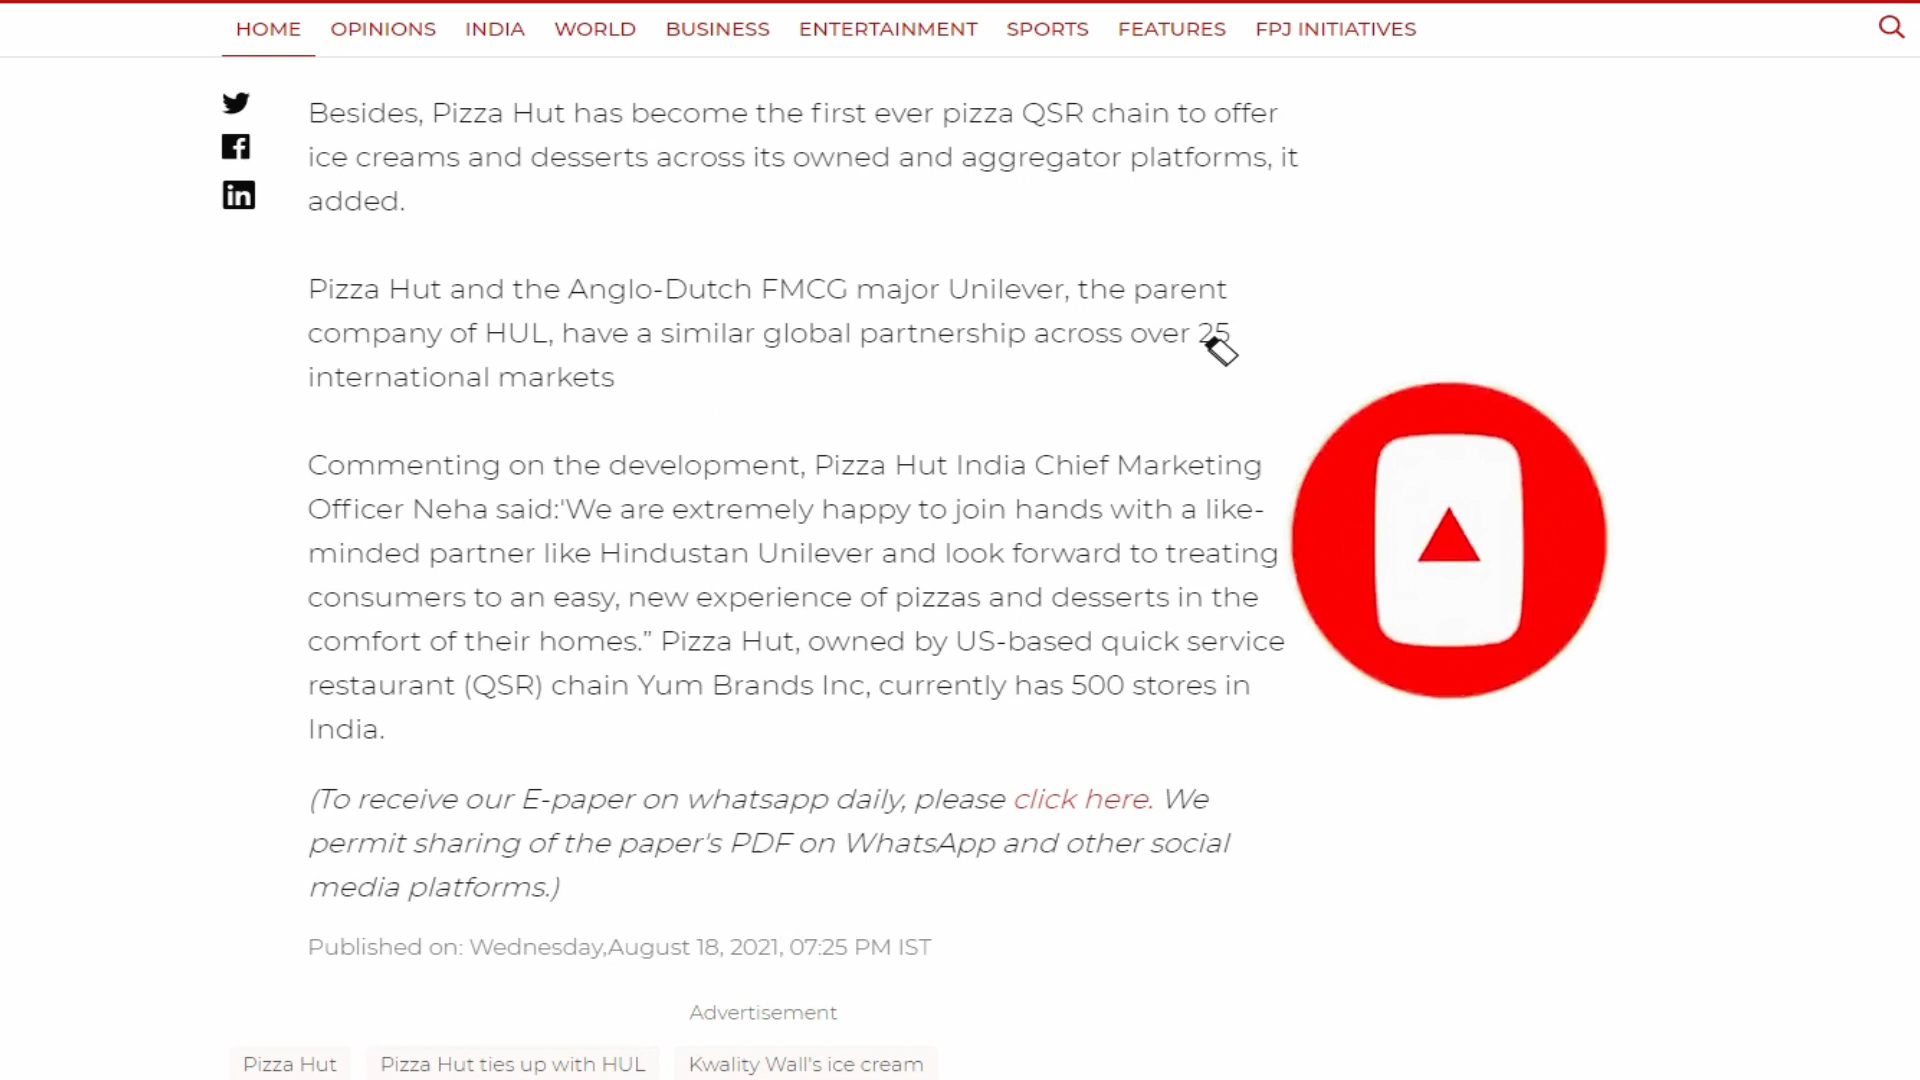 HOME OPINIONS INDIA WORLD BUSINESS ENTERTAINMENT SPORTS FEATURES FPJ INITIATIVES
Besides, Pizza Hut has become the first ever pizza QSR chain to offer
ice creams and desserts across its owned and aggregator platforms, it
added.
Pizza Hut and the Anglo-Dutch FMCG major Unilever, the parent
company of HUL, have a similar global partnership across over 25
international markets
Commenting on the development, Pizza Hut India Chief Marketing
Officer Neha said:'We are extremely happy to join hands with a like-
minded partner like Hindustan Unilever and look forward to treating
consumers to an easy, new experience of pizzas and desserts in the
comfort of their homes.” Pizza Hut, owned by US-based quick service
restaurant (QSR) chain Yum Brands Inc, currently has 500 stores in
India.
(To receive our E-paper on whatsapp daily, please click here. We
permit sharing of the paper's PDF on WhatsApp and other social
media platforms.)
Published on: Wednesday,August 18, 2021, 07:25 PM IST
Advertisement
Pizza Hut Pizza Hut ties up with HUL Kwality Wall's ice cream